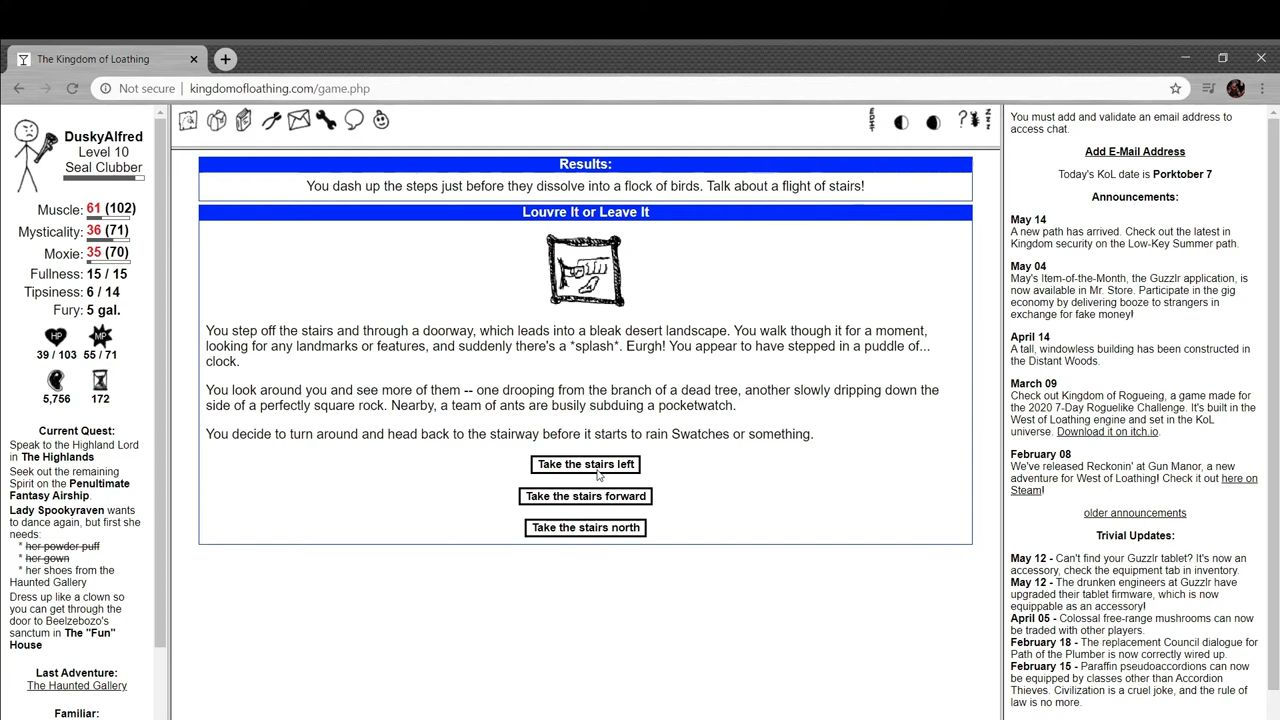 The Kingdom of Loathing
Not secure
kingdomofloathing.com/game.php
DuskyAlfred
Level 10
Seal Clubber
Muscle: 61 (102)
Mysticality: 36 (71)
Moxie: 35 (70)
Fullness: 15 / 15
Tipsiness: 6 / 14
Fury: 5 gal.
HP
MP
39 / 103
55 / 71
5,756
172
Current Quest:
Speak to the Highland Lord
in The Highlands
Seek out the remaining
Spirit on the Penultimate
Fantasy Airship.
Lady Spookyraven wants
to dance again, but first she
needs:
* her powder puff
* her gown
* her shoes from the
Haunted Gallery
Dress up like a clown so
you can get through the
door to Beelzebozo's
sanctum in The "Fun"
House
Last Adventure:
The Haunted Gallery
Familiar:
EDIT
?
Z
Z
Z
Results:
You dash up the steps just before they dissolve into a flock of birds. Talk about a flight of stairs!
Louvre It or Leave It
You step off the stairs and through a doorway, which leads into a bleak desert landscape. You walk though it for a moment,
looking for any landmarks or features, and suddenly there's a *splash*. Eurgh! You appear to have stepped in a puddle of...
clock.
You look around you and see more of them -- one drooping from the branch of a dead tree, another slowly dripping down the
side of a perfectly square rock. Nearby, a team of ants are busily subduing a pocketwatch.
You decide to turn around and head back to the stairway before it starts to rain Swatches or something.
Take the stairs left
Take the stairs forward
Take the stairs north
You must add and validate an email address to
access chat.
Add E-Mail Address
Today's KoL date is Porktober 7
Announcements:
May 14
A new path has arrived. Check out the latest in
Kingdom security on the Low-Key Summer path.
May 04
May's Item-of-the-Month, the Guzzlr application, is
now available in Mr. Store. Participate in the gig
economy by delivering booze to strangers in
exchange for fake money!
April 14
A tall, windowless building has been constructed in
the Distant Woods.
March 09
Check out Kingdom of Rogueing, a game made for
the 2020 7-Day Roguelike Challenge. It's built in the
West of Loathing engine and set in the KoL
universe. Download it on itch.io.
February 08
We've released Reckonin' at Gun Manor, a new
adventure for West of Loathing! Check it out here on
Steam!
older announcements
Trivial Updates:
May 12 - Can't find your Guzzlr tablet? It's now an
accessory, check the equipment tab in inventory.
May 12 - The drunken engineers at Guzzlr have
upgraded their tablet firmware, which is now
equippable as an accessory!
April 05 - Colossal free-range mushrooms can now
be traded with other players.
February 18 - The replacement Council dialogue for
Path of the Plumber is now correctly wired up.
February 15 - Paraffin pseudoaccordions can now
be equipped by classes other than Accordion
Thieves. Civilization is a cruel joke, and the rule of
law is no more.